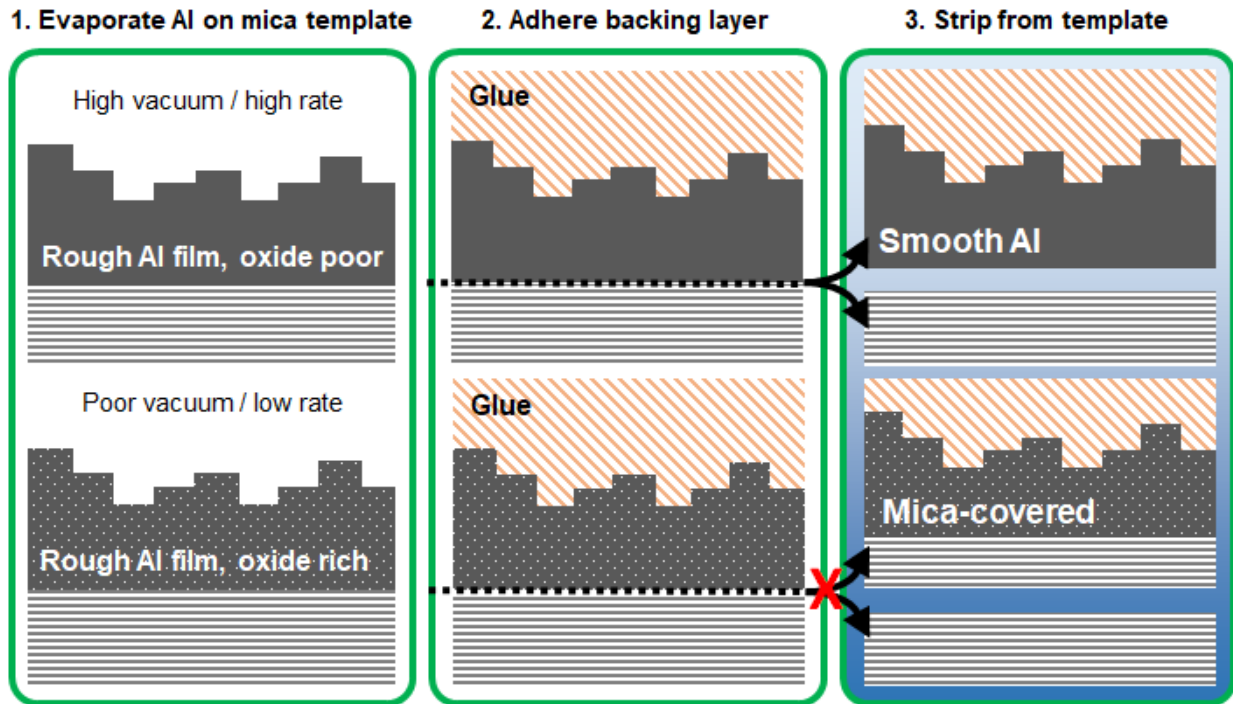 1. Evaporate Al on mica template
2. Adhere backing layer
3. Strip from template
High vacuum / high rate
Rough Al film, oxide poor
Glue
Smooth Al
Poor vacuum / low rate
Rough Al film, oxide rich
Glue
X
Mica-covered